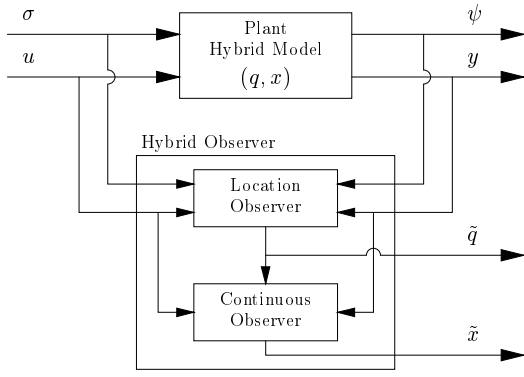 σ
Plant
ψ
Hybrid Model
u
(q, x)
y
Hybrid Observer
Location
Observer
q̃
Continuous
Observer
x̃